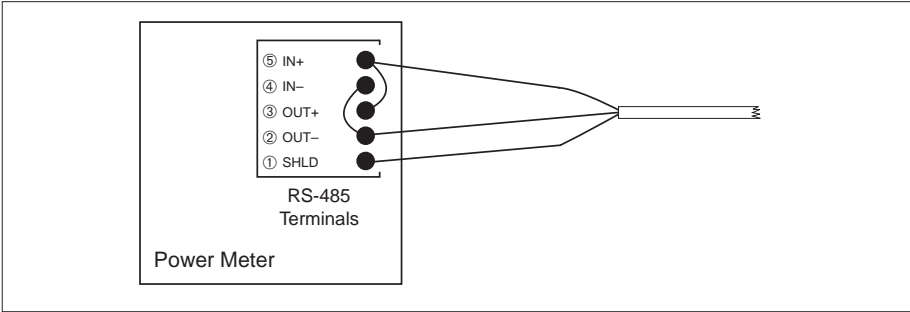 ⑤ IN+
④ IN–
③ OUT+
② OUT–
① SHLD
RS-485
Terminals
Power Meter